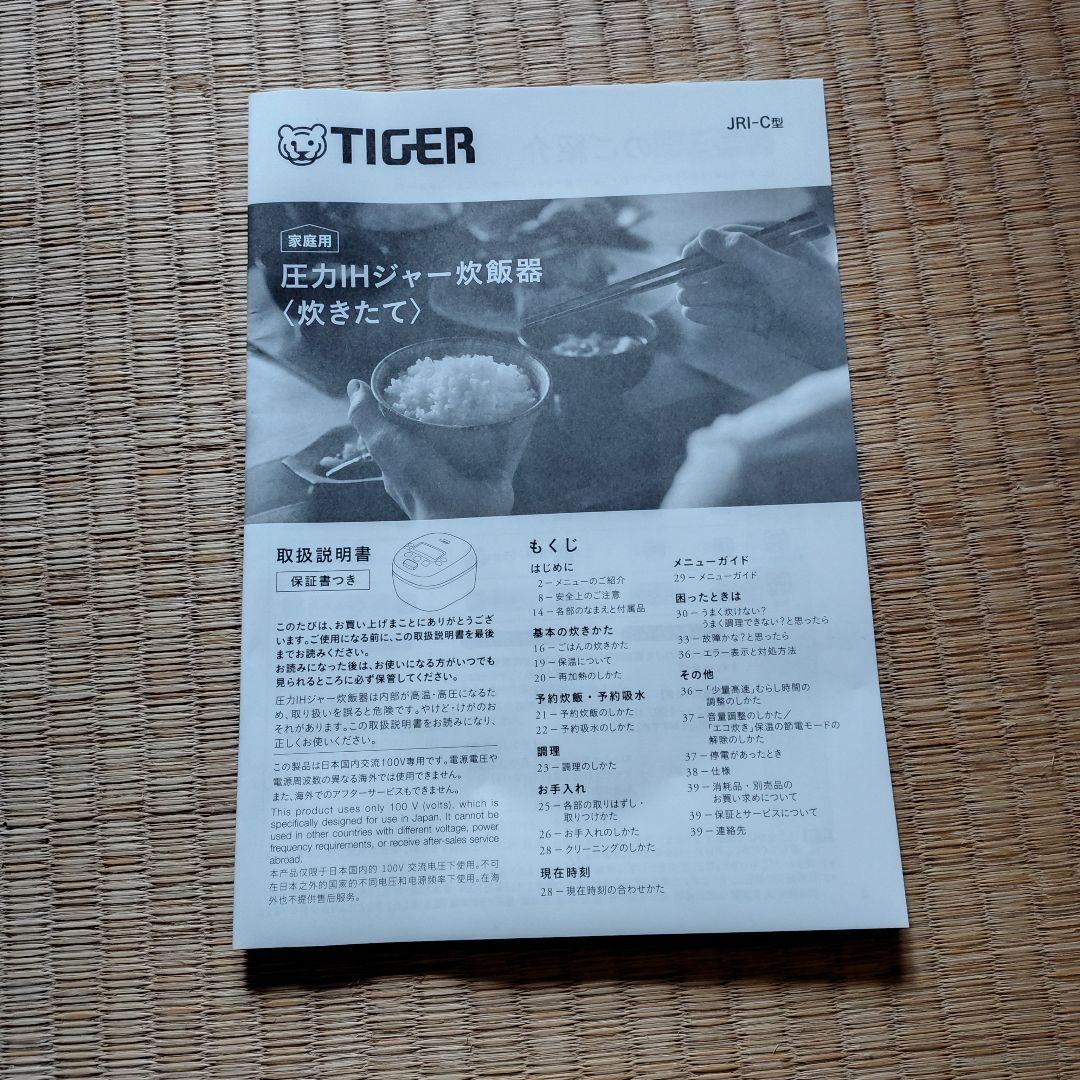 TIGER
JRI-C型
家庭用
圧力IHジャー炊飯器
〈炊きたて〉
取扱説明書
保証書つき
このたびは、お買い上げまことにありがとうござ
います。ご使用になる前に、この取扱説明書を最後
までお読みください。
お読みになった後は、お使いになる方がいつでも
見られるところに必ず保管してください。
圧力IHジャー炊飯器は内部が高温・高圧になるた
め、取り扱いを誤ると危険です。やけど・けがのお
それがあります。この取扱説明書をお読みになり、
正しくお使いください。
この製品は日本国内交流100V専用です。電源電圧や
電源周波数の異なる海外では使用できません。
また、海外でのアフターサービスもできません。
This product uses only 100 V (volts), which is
specifically designed for use in Japan. It cannot be
used in other countries with different voltage, power
frequency requirements, or receive after-sales service
abroad.
本产品仅限于日本国内的 100V 交流电压下使用。不可
在日本之外的国家的不同电压和电源频率下使用。在海
外也不提供售后服务。
もくじ
はじめに
2－メニューのご紹介
8－安全上のご注意
14－各部のなまえと付属品
基本の炊きかた
16－ごはんの炊きかた
19－保温について
20－再加熱のしかた
予約炊飯・予約吸水
21－予約炊飯のしかた
22－予約吸水のしかた
調理
23－調理のしかた
お手入れ
25－各部の取りはずし・
取りつけかた
26－お手入れのしかた
28－クリーニングのしかた
現在時刻
28－現在時刻の合わせかた
メニューガイド
29－メニューガイド
困ったときは
30－うまく炊けない?
うまく調理できない?と思ったら
33－故障かな?と思ったら
36－エラー表示と対処方法
その他
36－「少量高速」むらし時間の
調整のしかた
37－音量調整のしかた／
「エコ炊き」保温の節電モードの
解除のしかた
37－停電があったとき
38－仕様
39－消耗品・別売品の
お買い求めについて
39－保証とサービスについて
39－連絡先